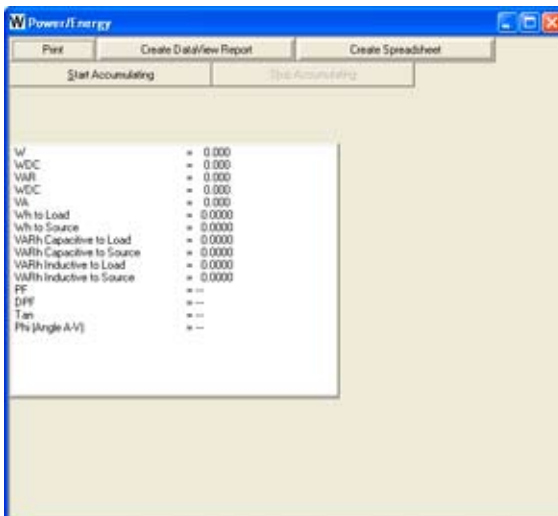 W Power/Energy
Print Create DataView Report Create Spreadsheet
Start Accumulating Stop Accumulating
W = 0.000
WDC = 0.000
VAR = 0.000
WDC = 0.000
VA = 0.000
Wh to Load = 0.0000
Wh to Source = 0.0000
VARh Capacitive to Load = 0.0000
VARh Capacitive to Source = 0.0000
VARh Inductive to Load = 0.0000
VARh Inductive to Source = 0.0000
PF = --
DPF = --
Tan = --
Phi (Angle A-V) = --